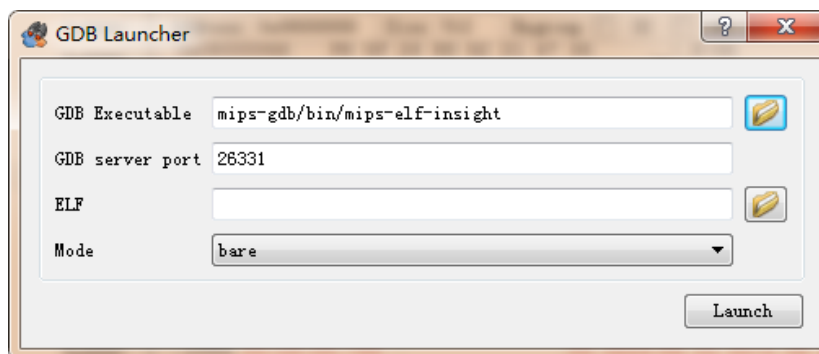 GDB Launcher
GDB Executable mips-gdb/bin/mips-elf-insight
GDB server port 26331
ELF
Mode bare
Launch